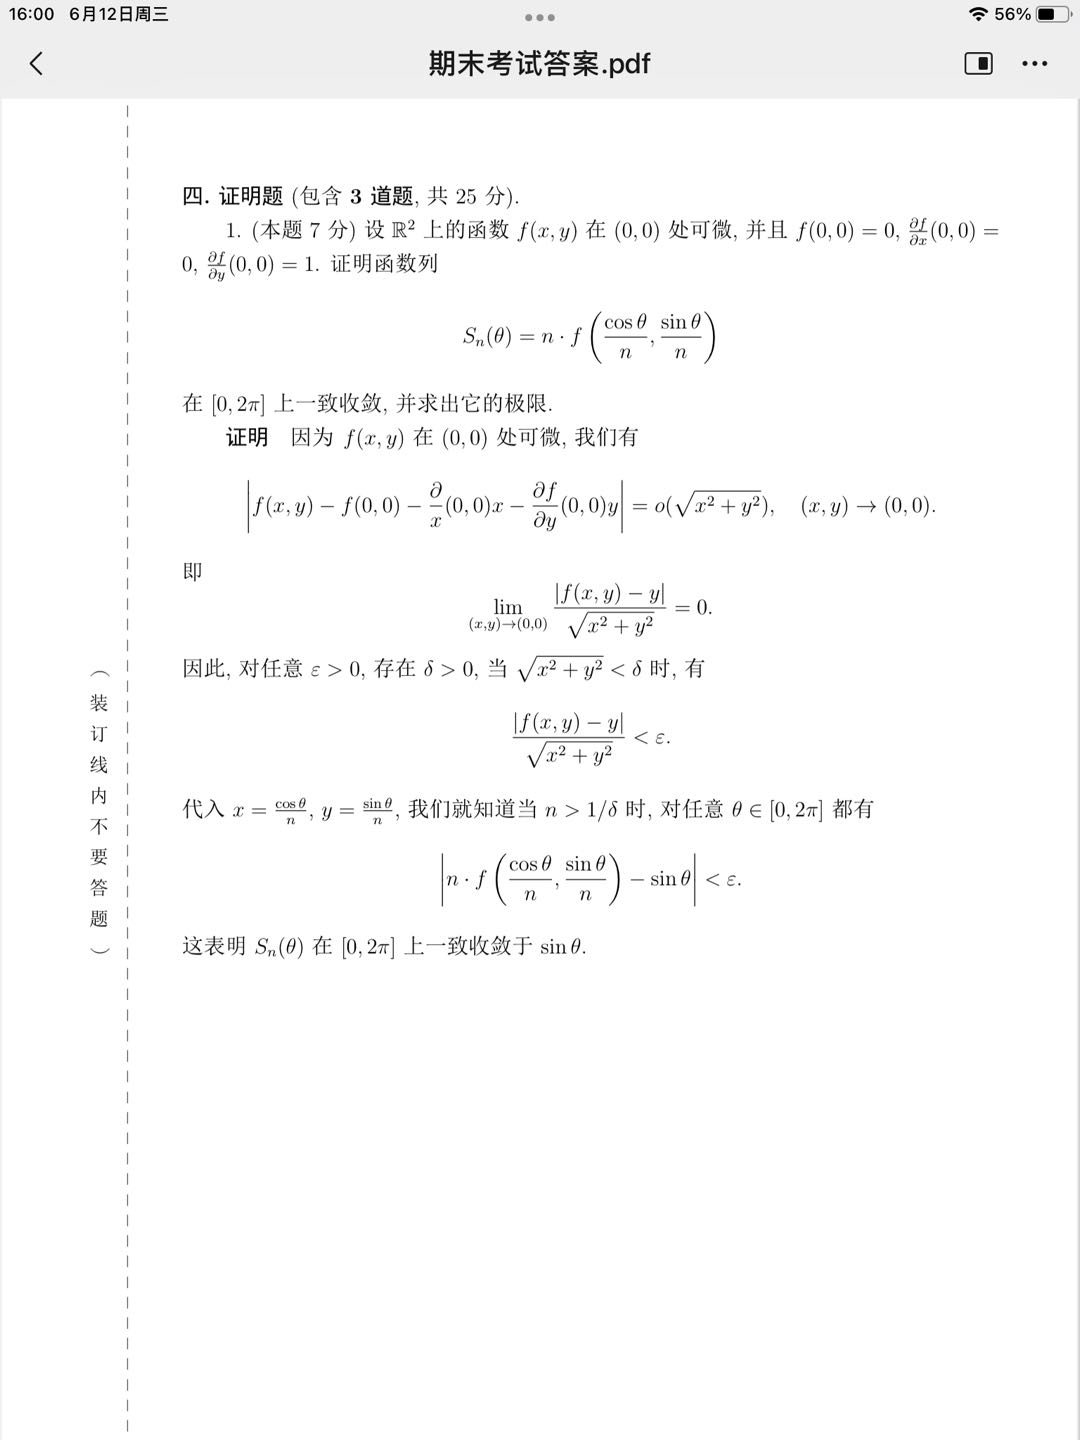 16:00 6月12日周三
56%
期末考试答案.pdf
四. 证明题 (包含 3 道题, 共 25 分).
1. (本题 7 分) 设 ℝ² 上的函数 f(x, y) 在 (0, 0) 处可微, 并且 f(0, 0) = 0, ∂f/∂x(0, 0) =
0, ∂f/∂y(0, 0) = 1. 证明函数列
Sₙ(θ) = n · f(cos θ/n, sin θ/n)
在 [0, 2π] 上一致收敛, 并求出它的极限.
证明 因为 f(x, y) 在 (0, 0) 处可微, 我们有
|f(x, y) − f(0, 0) − ∂/x(0, 0)x − ∂f/∂y(0, 0)y| = o(√(x² + y²)), (x, y) → (0, 0).
即
lim (x,y)→(0,0) |f(x, y) − y|/√(x² + y²) = 0.
因此, 对任意 ε > 0, 存在 δ > 0, 当 √(x² + y²) < δ 时, 有
|f(x, y) − y|/√(x² + y²) < ε.
代入 x = cos θ/n, y = sin θ/n, 我们就知道当 n > 1/δ 时, 对任意 θ ∈ [0, 2π] 都有
|n · f(cos θ/n, sin θ/n) − sin θ| < ε.
这表明 Sₙ(θ) 在 [0, 2π] 上一致收敛于 sin θ.
（装订线内不要答题）